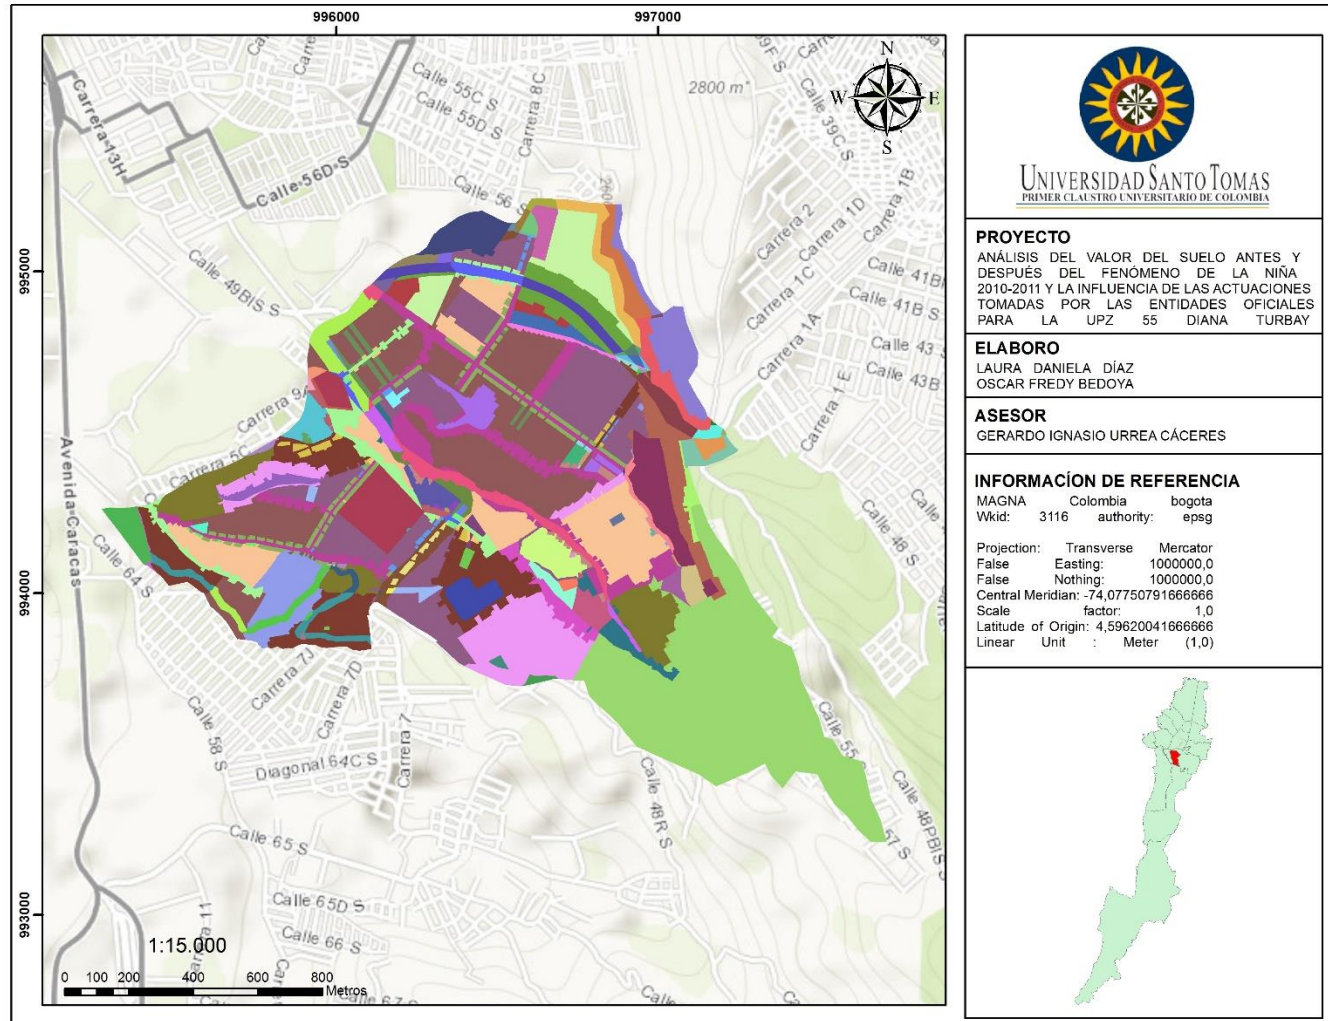 996000
997000
995000
994000
993000
N
W
E
S
2800 m
Carrera 13H
Calle 56D S
Calle 55C S
Calle 55D S
Carrera 8C
Calle 56 S
Calle 39C S
Carrera 1B
Carrera 2
Carrera 1D
Carrera 1C
Calle 41B S
Calle 41B S
Carrera 1A
Calle 43
Calle 43B
Carrera 1 E
Calle 49BIS S
Carrera 9A
Carrera 5C
Avenida Caracas
Calle 64 S
Calle 48 S
Carrera 7J
Carrera 7D
Carrera 7
Calle 58 S
Diagonal 64C S
Calle 48R S
Calle 55
57 S
Calle 48PBIS S
Calle 65 S
Calle 65D S
Calle 66 S
1:15.000
0 100 200 400 600 800
Metros
UNIVERSIDAD SANTO TOMAS
PRIMER CLAUSTRO UNIVERSITARIO DE COLOMBIA
PROYECTO
ANÁLISIS DEL VALOR DEL SUELO ANTES Y
DESPUÉS DEL FENÓMENO DE LA NIÑA
2010-2011 Y LA INFLUENCIA DE LAS ACTUACIONES
TOMADAS POR LAS ENTIDADES OFICIALES
PARA LA UPZ 55 DIANA TURBAY
ELABORO
LAURA DANIELA DÍAZ
OSCAR FREDY BEDOYA
ASESOR
GERARDO IGNASIO URREA CÁCERES
INFORMACÍON DE REFERENCIA
MAGNA Colombia bogota
Wkid: 3116 authority: epsg
Projection: Transverse Mercator
False Easting: 1000000,0
False Nothing: 1000000,0
Central Meridian: -74,07750791666666
Scale factor: 1,0
Latitude of Origin: 4,59620041666666
Linear Unit : Meter (1,0)